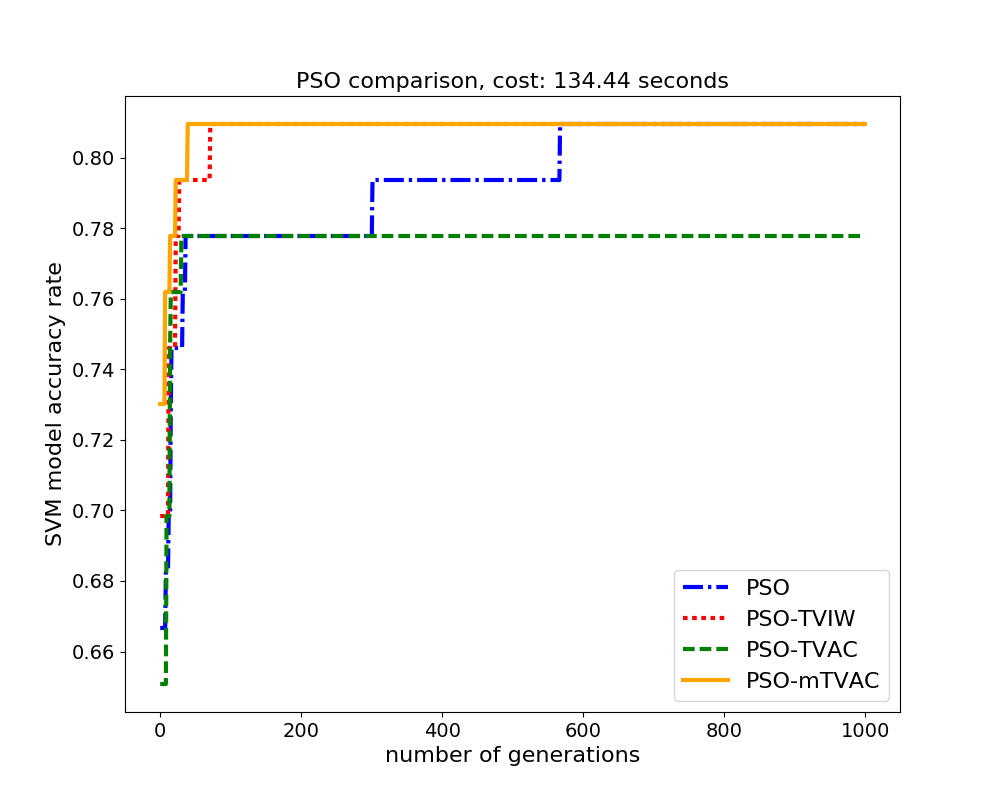 PSO comparison, cost: 134.44 seconds
SVM model accuracy rate
0.80
0.78
0.76
0.74
0.72
0.70
0.68
0.66
PSO
PSO-TVIW
PSO-TVAC
PSO-mTVAC
0 200 400 600 800 1000
number of generations